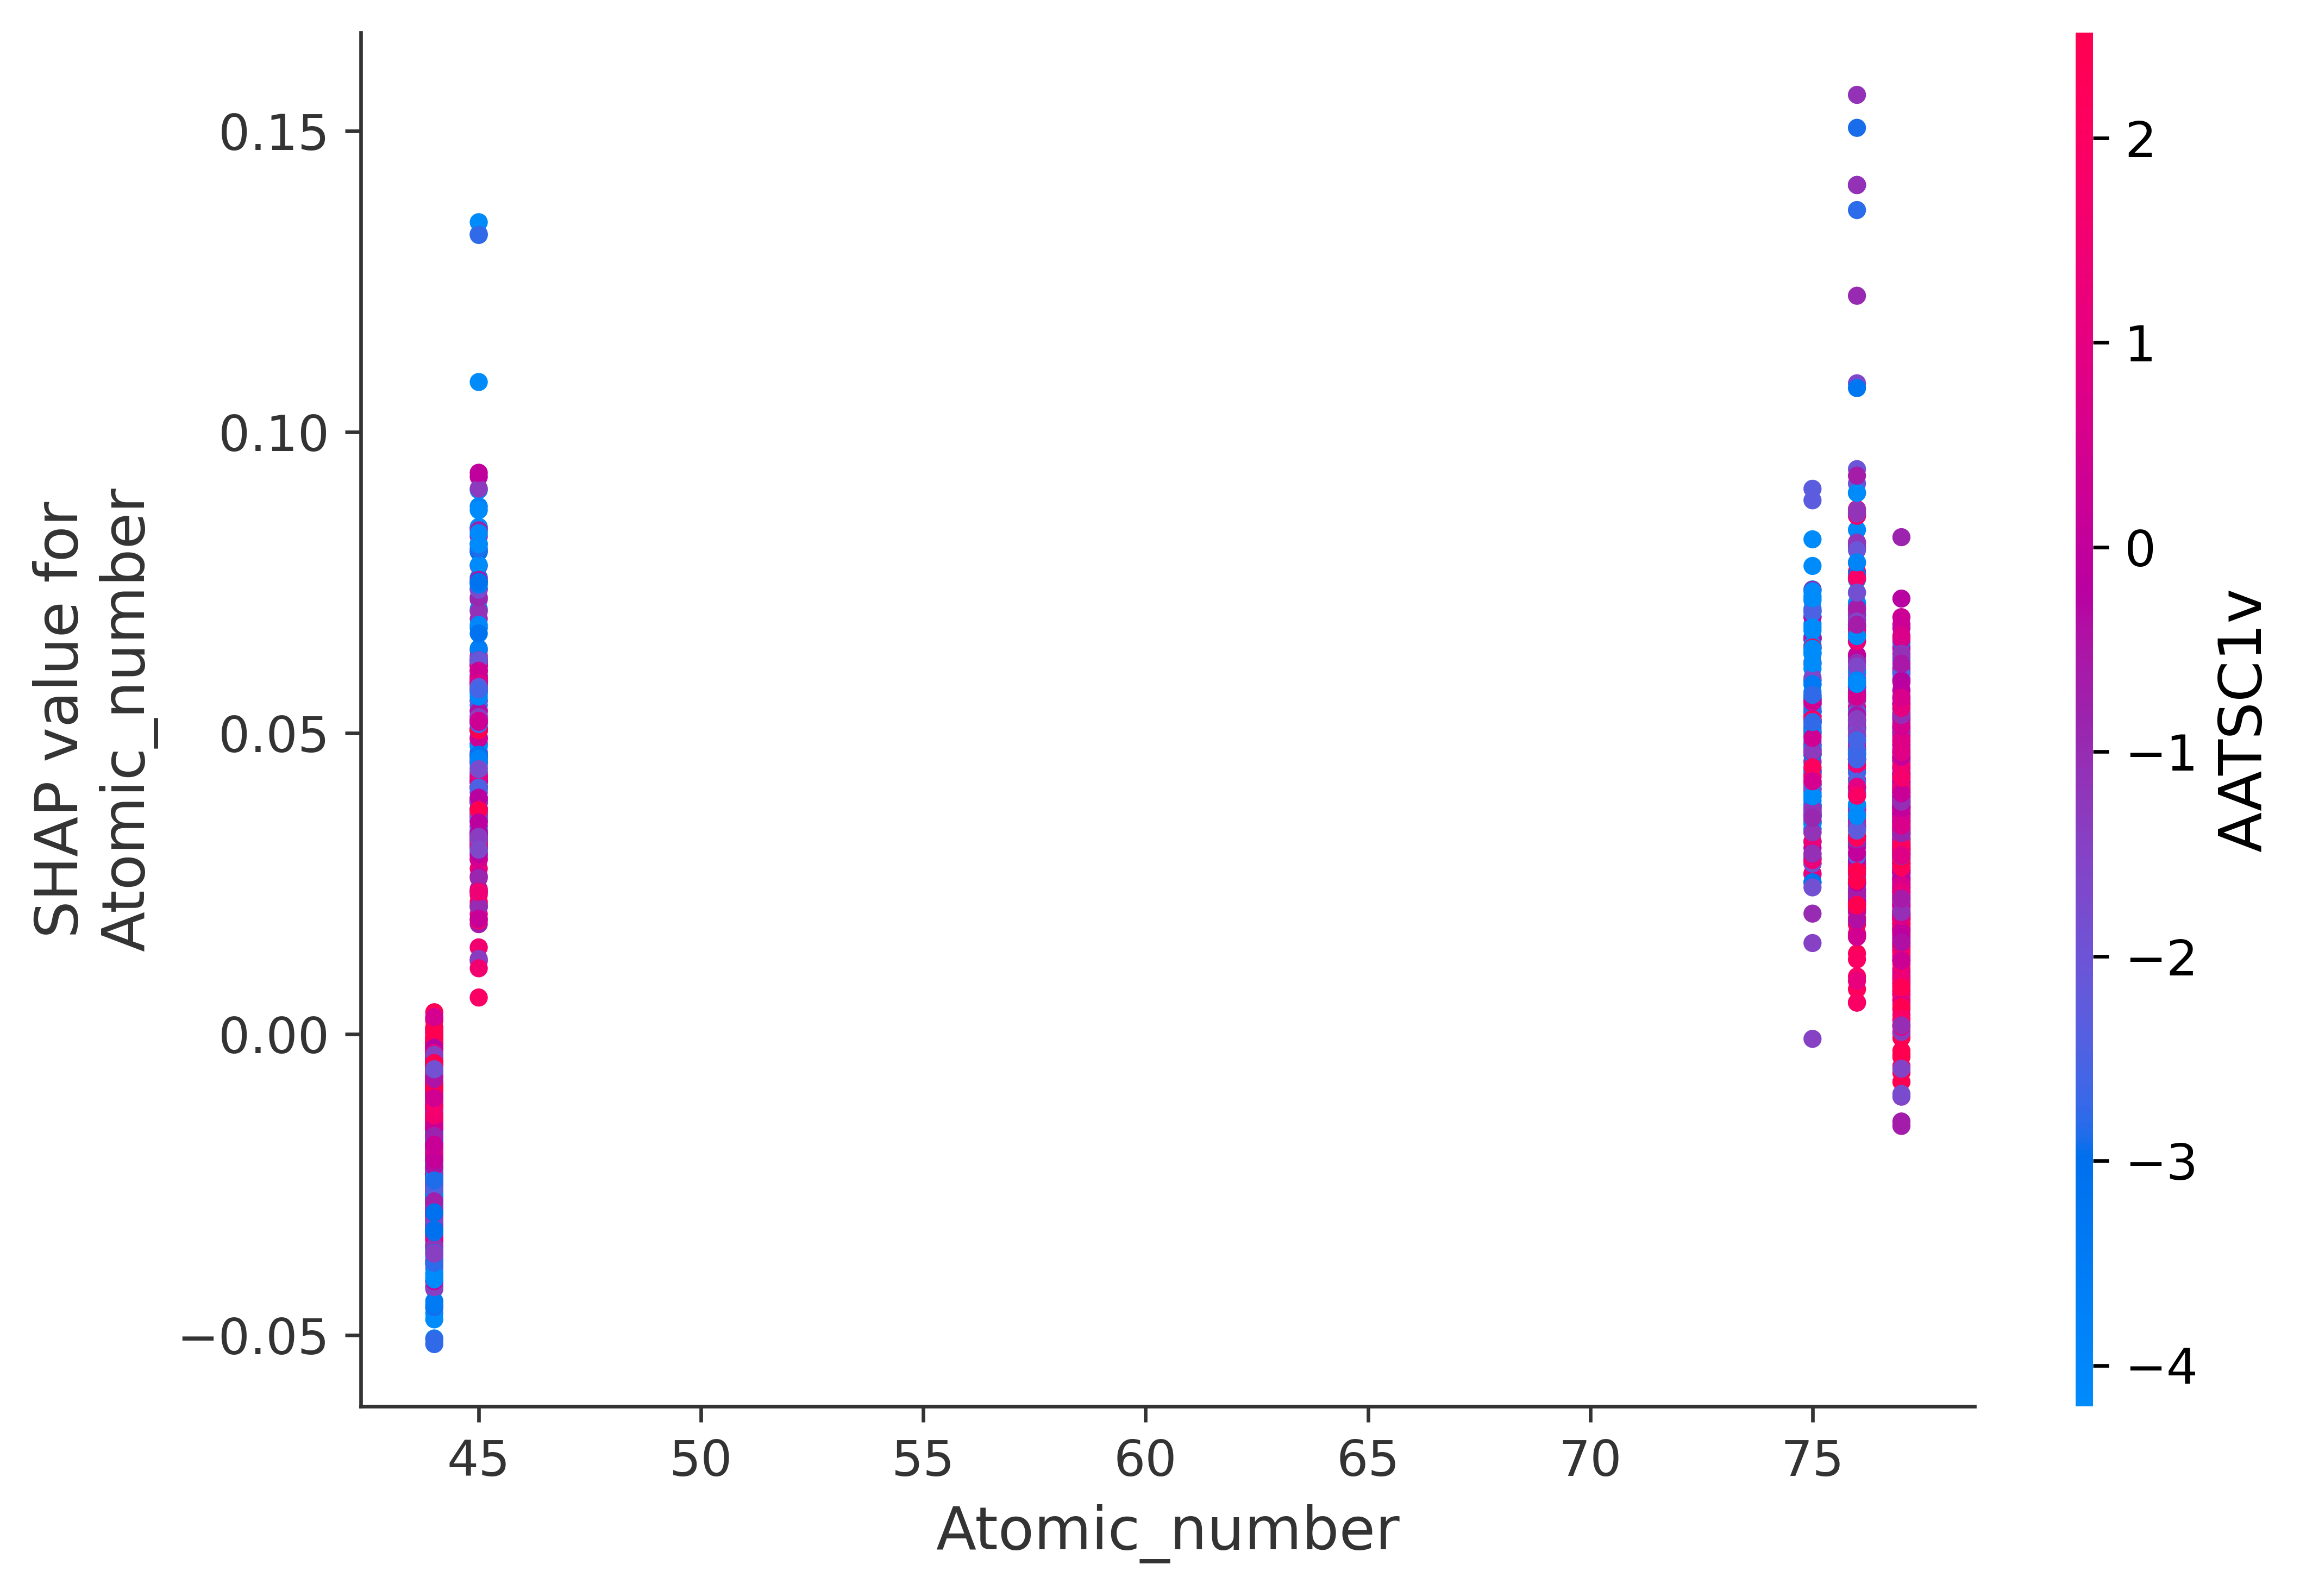 SHAP value for
Atomic_number
0.15
0.10
0.05
0.00
−0.05
45 50 55 60 65 70 75
Atomic_number
2
1
0
−1
−2
−3
−4
AATSC1v